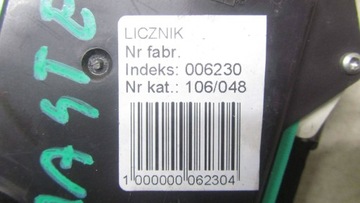 LICZNIK
Nr fabr.
Indeks: 006230
Nr kat.: 106/048
1 000000 062304